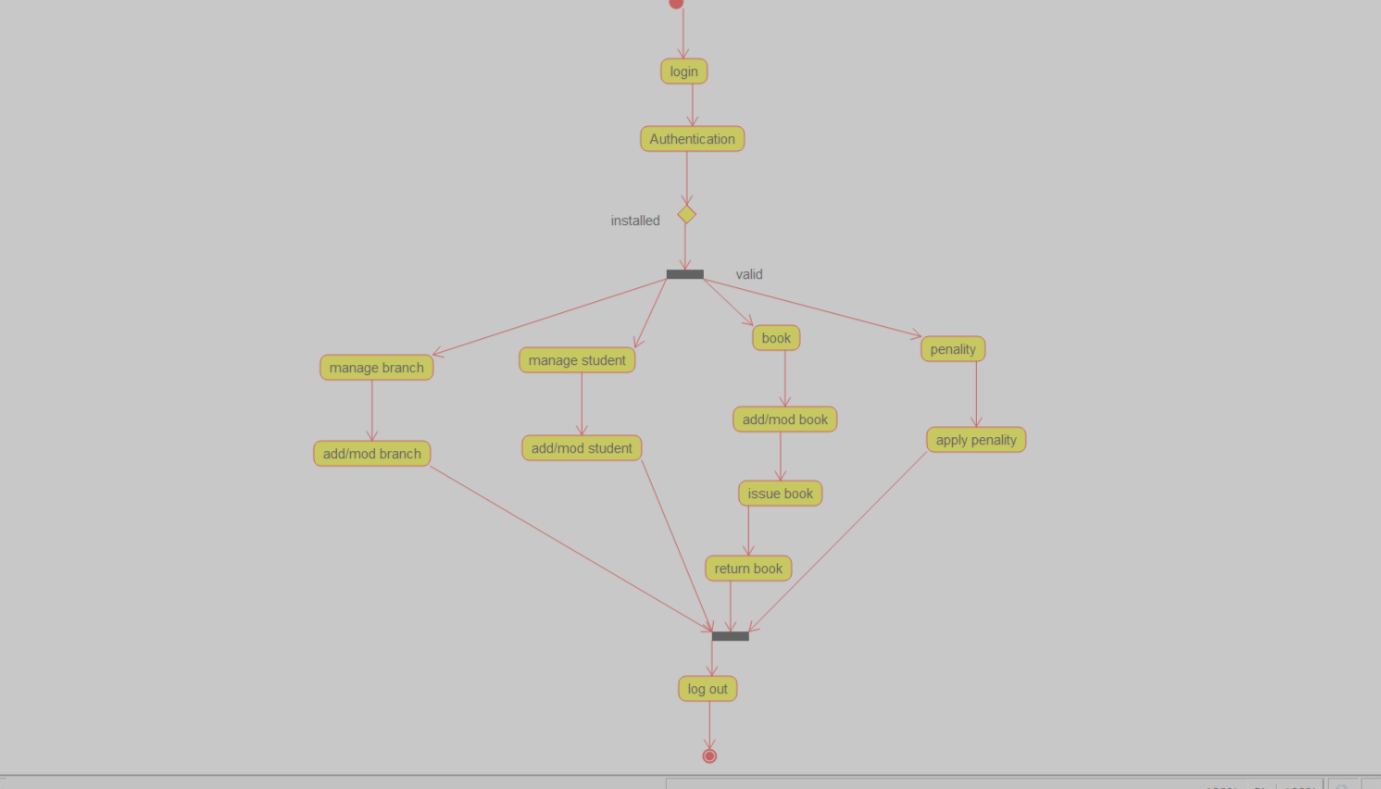 login
Authentication
installed
valid
book
penality
manage student
manage branch
add/mod book
apply penality
add/mod student
add/mod branch
issue book
return book
log out